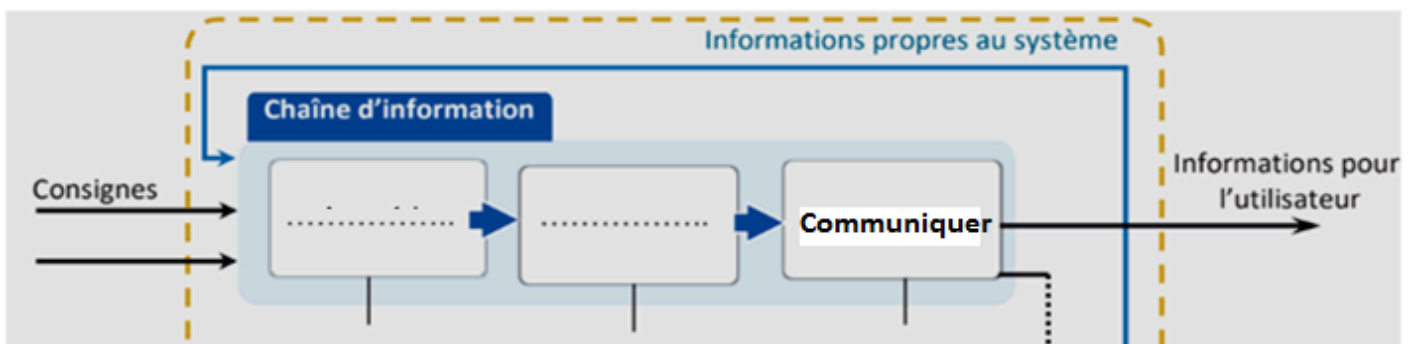 Informations propres au système
Chaîne d'information
Consignes
Informations pour
l'utilisateur
....................
....................
Communiquer